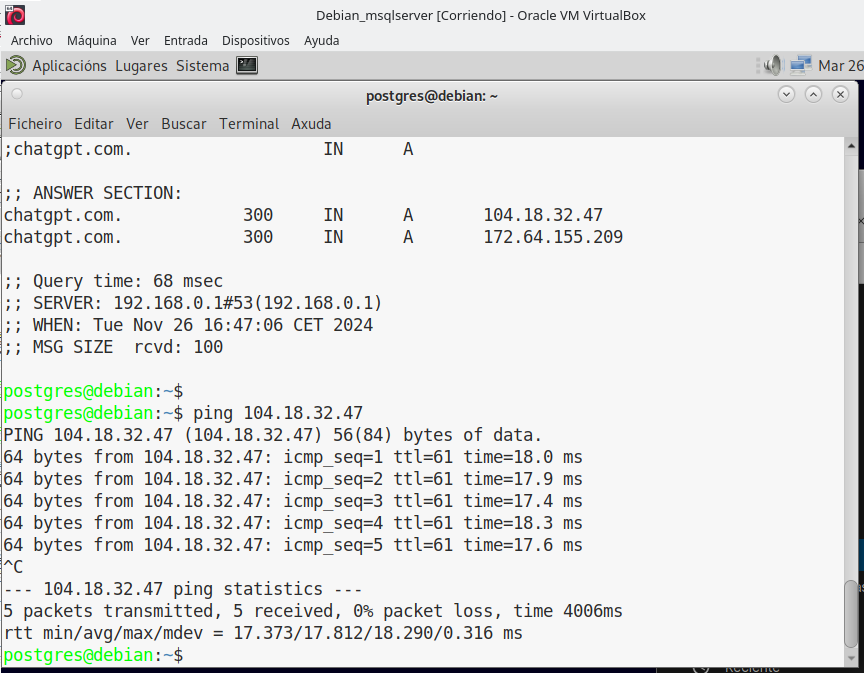 Debian_msqlserver [Corriendo] - Oracle VM VirtualBox
Archivo Máquina Ver Entrada Dispositivos Ayuda
Aplicacións Lugares Sistema Mar 26
postgres@debian: ~
Ficheiro Editar Ver Buscar Terminal Axuda
;chatgpt.com. IN A
;; ANSWER SECTION:
chatgpt.com. 300 IN A 104.18.32.47
chatgpt.com. 300 IN A 172.64.155.209
;; Query time: 68 msec
;; SERVER: 192.168.0.1#53(192.168.0.1)
;; WHEN: Tue Nov 26 16:47:06 CET 2024
;; MSG SIZE  rcvd: 100
postgres@debian:~$
postgres@debian:~$ ping 104.18.32.47
PING 104.18.32.47 (104.18.32.47) 56(84) bytes of data.
64 bytes from 104.18.32.47: icmp_seq=1 ttl=61 time=18.0 ms
64 bytes from 104.18.32.47: icmp_seq=2 ttl=61 time=17.9 ms
64 bytes from 104.18.32.47: icmp_seq=3 ttl=61 time=17.4 ms
64 bytes from 104.18.32.47: icmp_seq=4 ttl=61 time=18.3 ms
64 bytes from 104.18.32.47: icmp_seq=5 ttl=61 time=17.6 ms
^C
--- 104.18.32.47 ping statistics ---
5 packets transmitted, 5 received, 0% packet loss, time 4006ms
rtt min/avg/max/mdev = 17.373/17.812/18.290/0.316 ms
postgres@debian:~$
Reciente